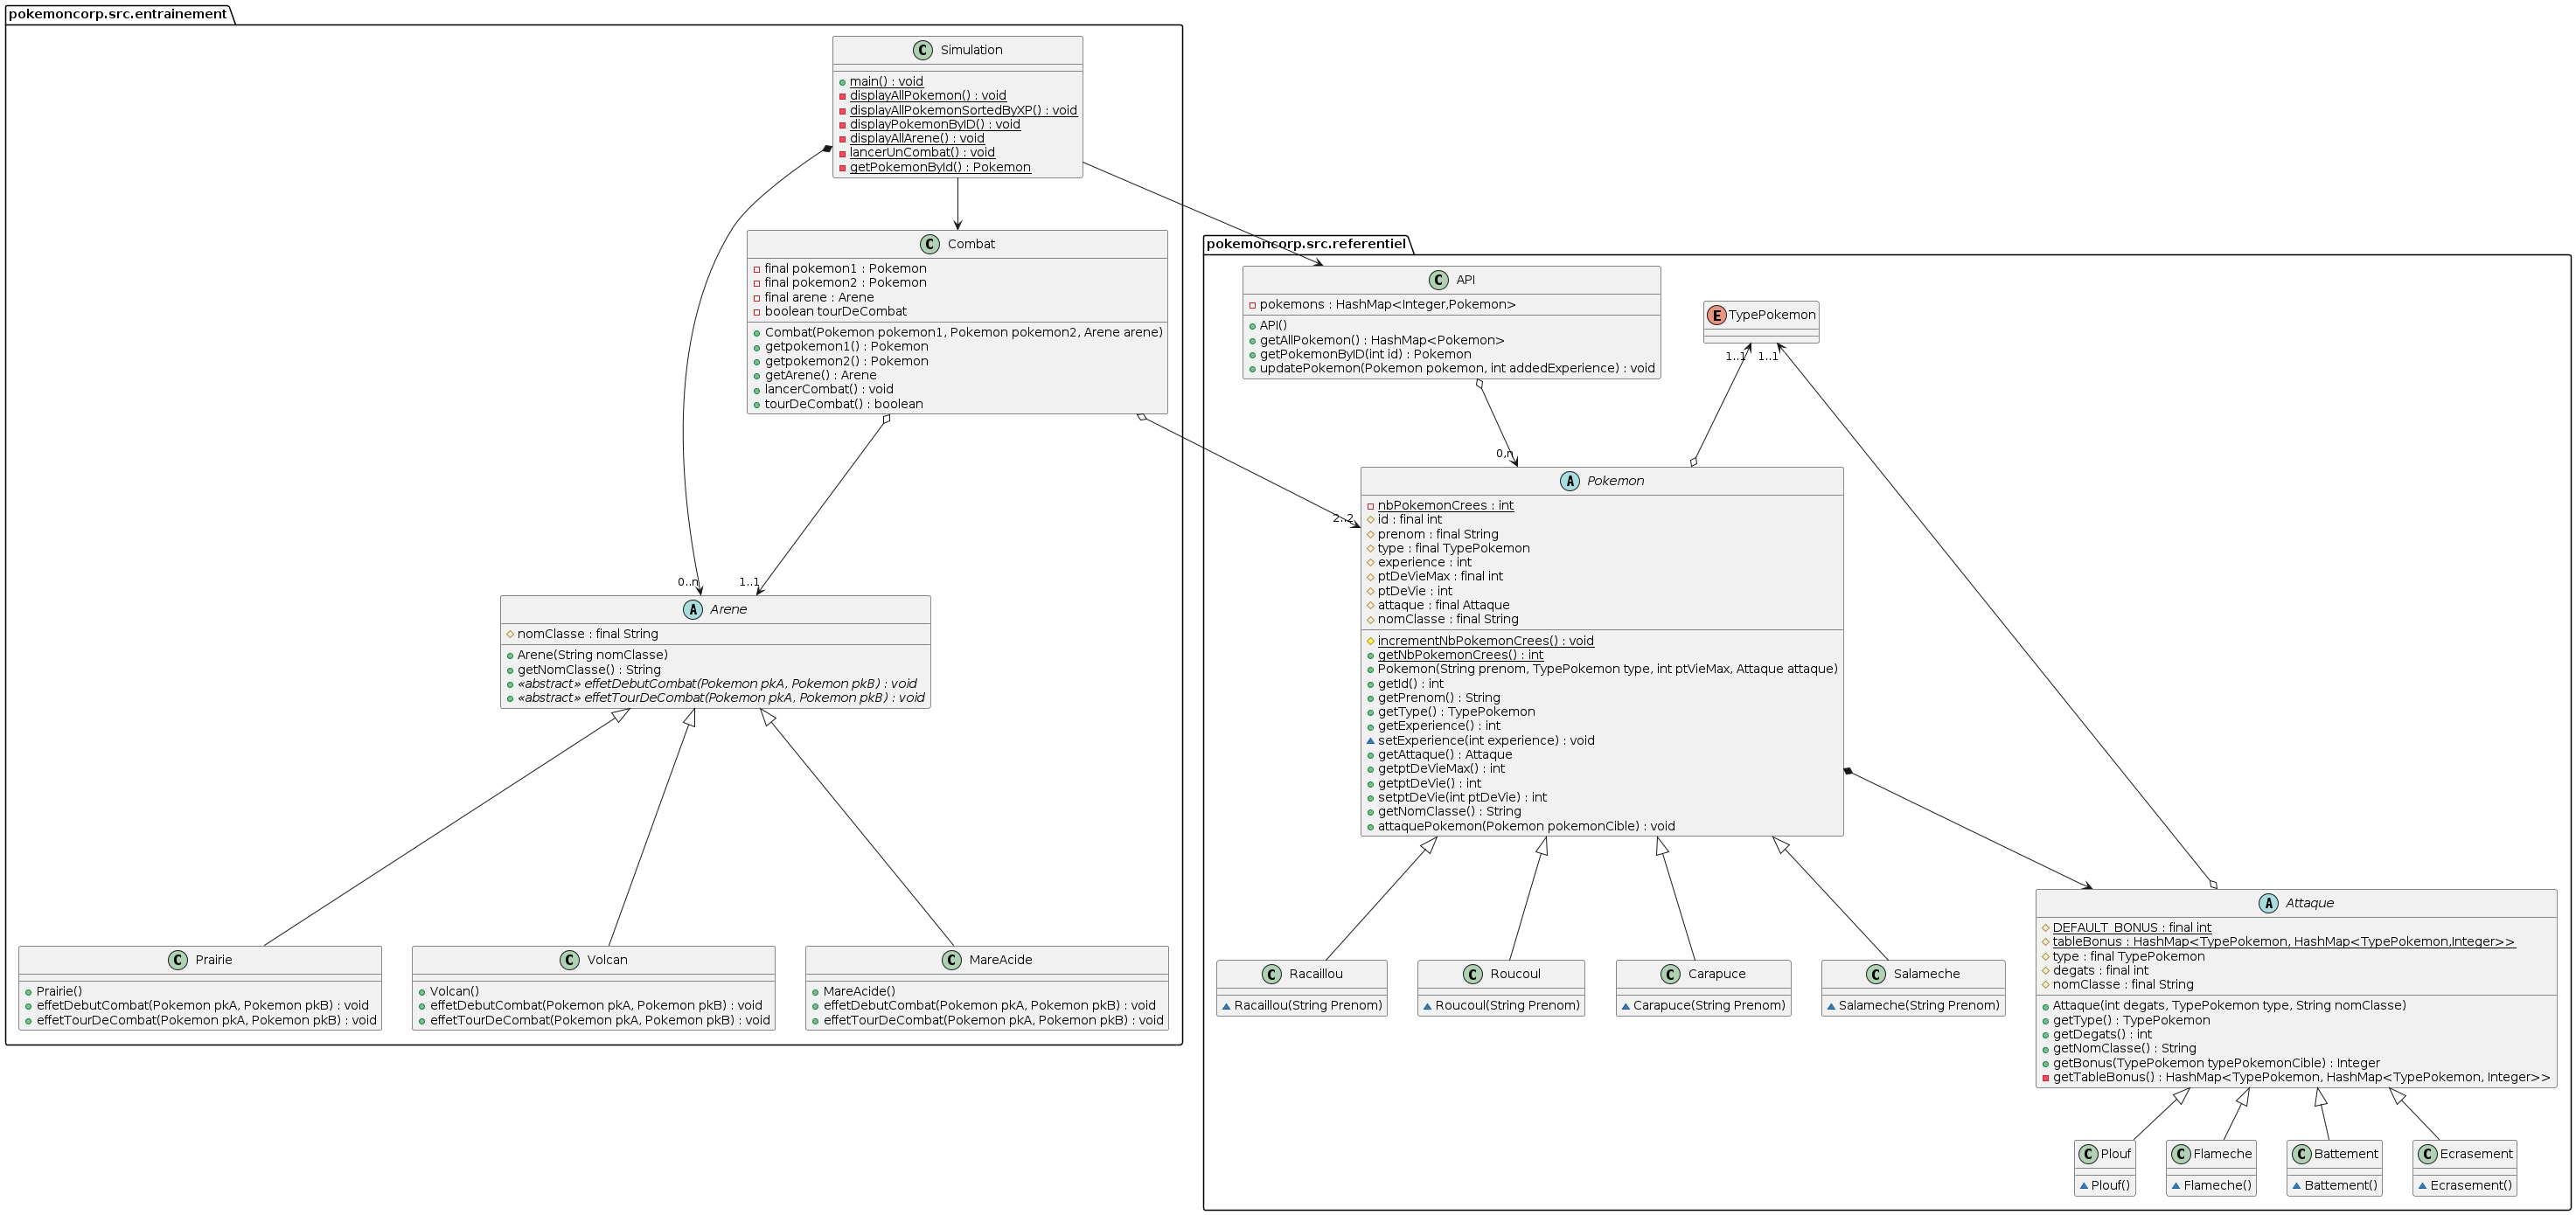 pokemoncorp.src.entrainement
C Simulation
main() : void
displayAllPokemon() : void
displayAllPokemonSortedByXP() : void
displayPokemonByID() : void
displayAllArene() : void
lancerUnCombat() : void
getPokemonById() : Pokemon
C Combat
final pokemon1 : Pokemon
final pokemon2 : Pokemon
final arene : Arene
boolean tourDeCombat
Combat(Pokemon pokemon1, Pokemon pokemon2, Arene arene)
getpokemon1() : Pokemon
getpokemon2() : Pokemon
getArene() : Arene
lancerCombat() : void
tourDeCombat() : boolean
0..n
1..1
A Arene
nomClasse : final String
Arene(String nomClasse)
getNomClasse() : String
«abstract» effetDebutCombat(Pokemon pkA, Pokemon pkB) : void
«abstract» effetTourDeCombat(Pokemon pkA, Pokemon pkB) : void
C Prairie
Prairie()
effetDebutCombat(Pokemon pkA, Pokemon pkB) : void
effetTourDeCombat(Pokemon pkA, Pokemon pkB) : void
C Volcan
Volcan()
effetDebutCombat(Pokemon pkA, Pokemon pkB) : void
effetTourDeCombat(Pokemon pkA, Pokemon pkB) : void
C MareAcide
MareAcide()
effetDebutCombat(Pokemon pkA, Pokemon pkB) : void
effetTourDeCombat(Pokemon pkA, Pokemon pkB) : void
pokemoncorp.src.referentiel
C API
pokemons : HashMap<Integer,Pokemon>
API()
getAllPokemon() : HashMap<Pokemon>
getPokemonByID(int id) : Pokemon
updatePokemon(Pokemon pokemon, int addedExperience) : void
E TypePokemon
1..1
1..1
0,n
2..2
A Pokemon
nbPokemonCrees : int
id : final int
prenom : final String
type : final TypePokemon
experience : int
ptDeVieMax : final int
ptDeVie : int
attaque : final Attaque
nomClasse : final String
incrementNbPokemonCrees() : void
getNbPokemonCrees() : int
Pokemon(String prenom, TypePokemon type, int ptVieMax, Attaque attaque)
getId() : int
getPrenom() : String
getType() : TypePokemon
getExperience() : int
setExperience(int experience) : void
getAttaque() : Attaque
getptDeVieMax() : int
getptDeVie() : int
setptDeVie(int ptDeVie) : int
getNomClasse() : String
attaquePokemon(Pokemon pokemonCible) : void
C Racaillou
Racaillou(String Prenom)
C Roucoul
Roucoul(String Prenom)
C Carapuce
Carapuce(String Prenom)
C Salameche
Salameche(String Prenom)
A Attaque
DEFAULT_BONUS : final int
tableBonus : HashMap<TypePokemon, HashMap<TypePokemon,Integer>>
type : final TypePokemon
degats : final int
nomClasse : final String
Attaque(int degats, TypePokemon type, String nomClasse)
getType() : TypePokemon
getDegats() : int
getNomClasse() : String
getBonus(TypePokemon typePokemonCible) : Integer
getTableBonus() : HashMap<TypePokemon, HashMap<TypePokemon, Integer>>
C Plouf
Plouf()
C Flameche
Flameche()
C Battement
Battement()
C Ecrasement
Ecrasement()